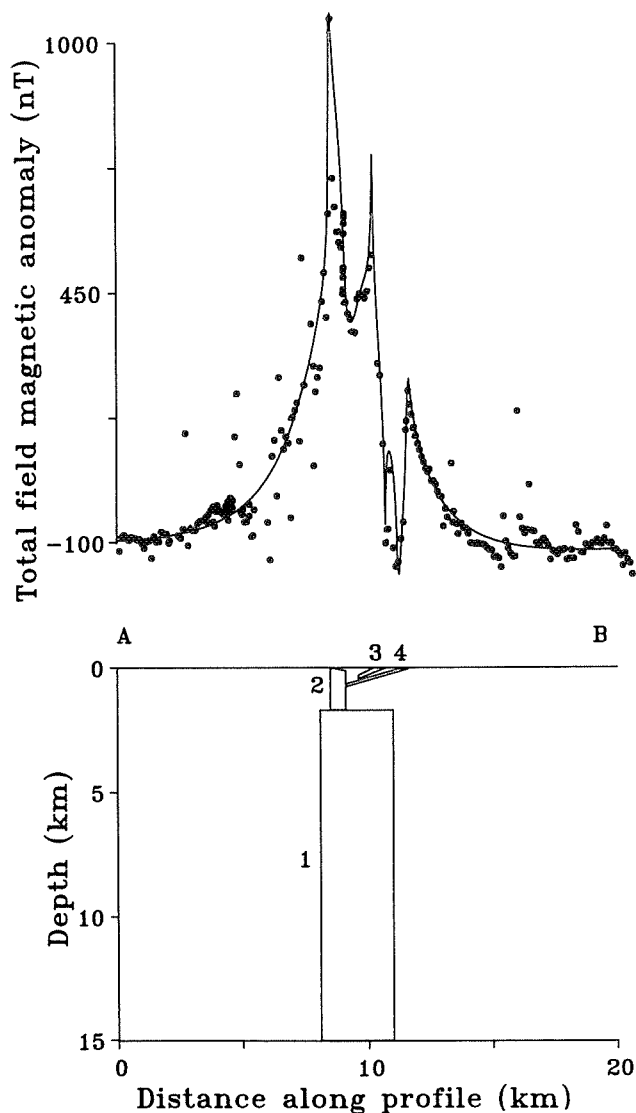 Total field magnetic anomaly (nT)
1000
450
-100
A
B
3 4
2
1
0
5
10
15
Depth (km)
0
10
20
Distance along profile (km)